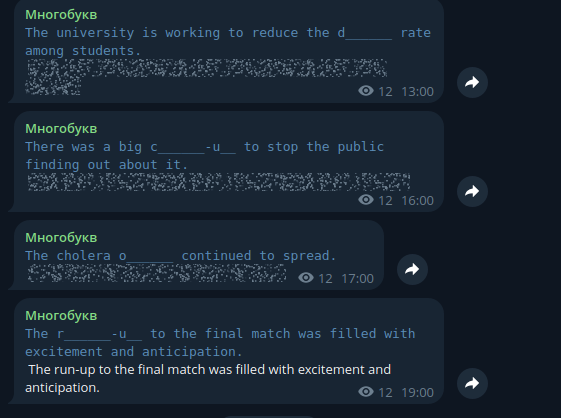 Многобукв
The university is working to reduce the d______ rate
among students.
12 13:00
Многобукв
There was a big c______-u__ to stop the public
finding out about it.
12 16:00
Многобукв
The cholera o______ continued to spread.
12 17:00
Многобукв
The r______-u__ to the final match was filled with
excitement and anticipation.
The run-up to the final match was filled with excitement and
anticipation.
12 19:00